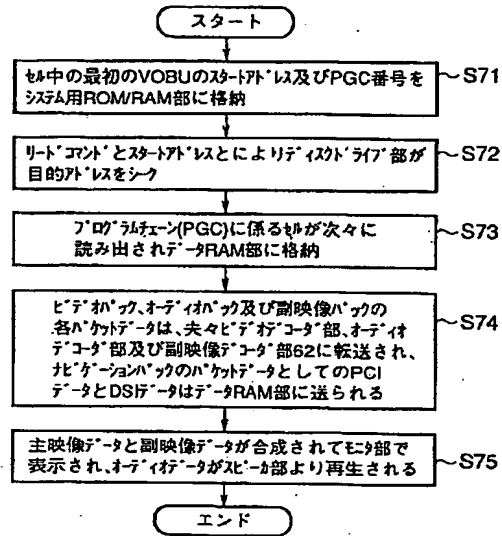 スタート
セル中の最初のVOBUのスタートアドレス及びPGC番号を
システム用ROM/RAM部に格納
S71
リードコマンドとスタートアドレスとによりディスクドライブ部が
目的アドレスをシーク
S72
プログラムチェーン(PGC)に係るセルが次々に
読み出されデータRAM部に格納
S73
ビデオパック、オーディオパック及び副映像パックの
各パケットデータは、夫々ビデオデコーダ部、オーディオ
デコーダ部及び副映像デコーダ部62に転送され、
ナビゲーションパックのパケットデータとしてのPCI
データとDSIデータはデータRAM部に送られる
S74
主映像データと副映像データが合成されてモニタ部で
表示され、オーディオデータがスピーカ部より再生される
S75
エンド